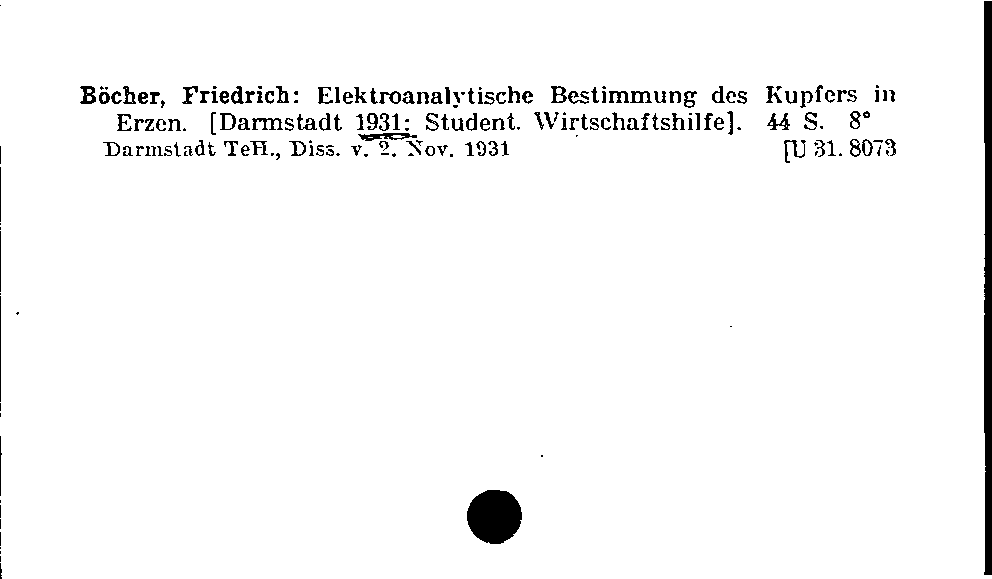 Böcher, Friedrich: Elektroanalytische Bestimmung des Kupfers in
Erzen. [Darmstadt 1931: Student. Wirtschaftshilfe]. 44 S. 8°
Darmstadt TeH., Diss. v. 2. Nov. 1931 [U 31. 8073